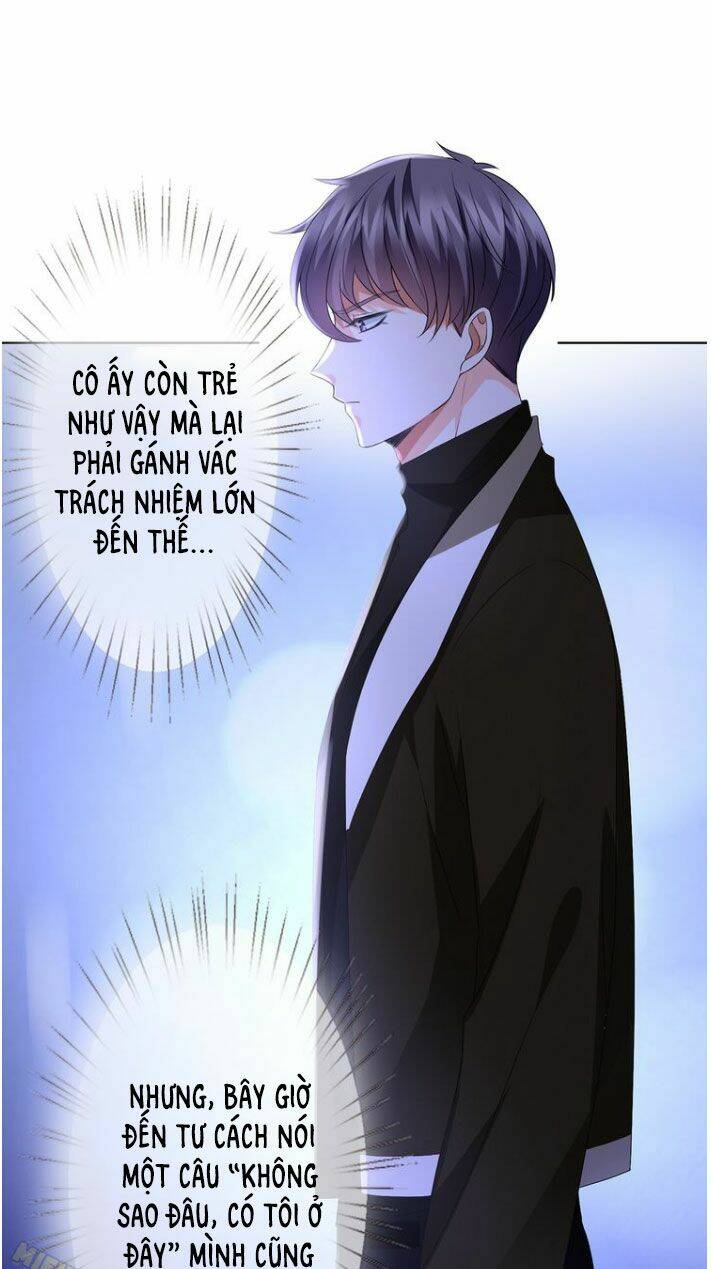 CÔ ẤY CÒN TRẺ
NHƯ VẬY MÀ LẠI
PHẢI GÁNH VÁC
TRÁCH NHIỆM LỚN
ĐẾN THẾ...
NHƯNG, BÂY GIỜ
ĐẾN TƯ CÁCH NÓI
MỘT CÂU “KHÔNG
SAO ĐÂU, CÓ TÔI Ở
ĐÂY” MÌNH CŨNG